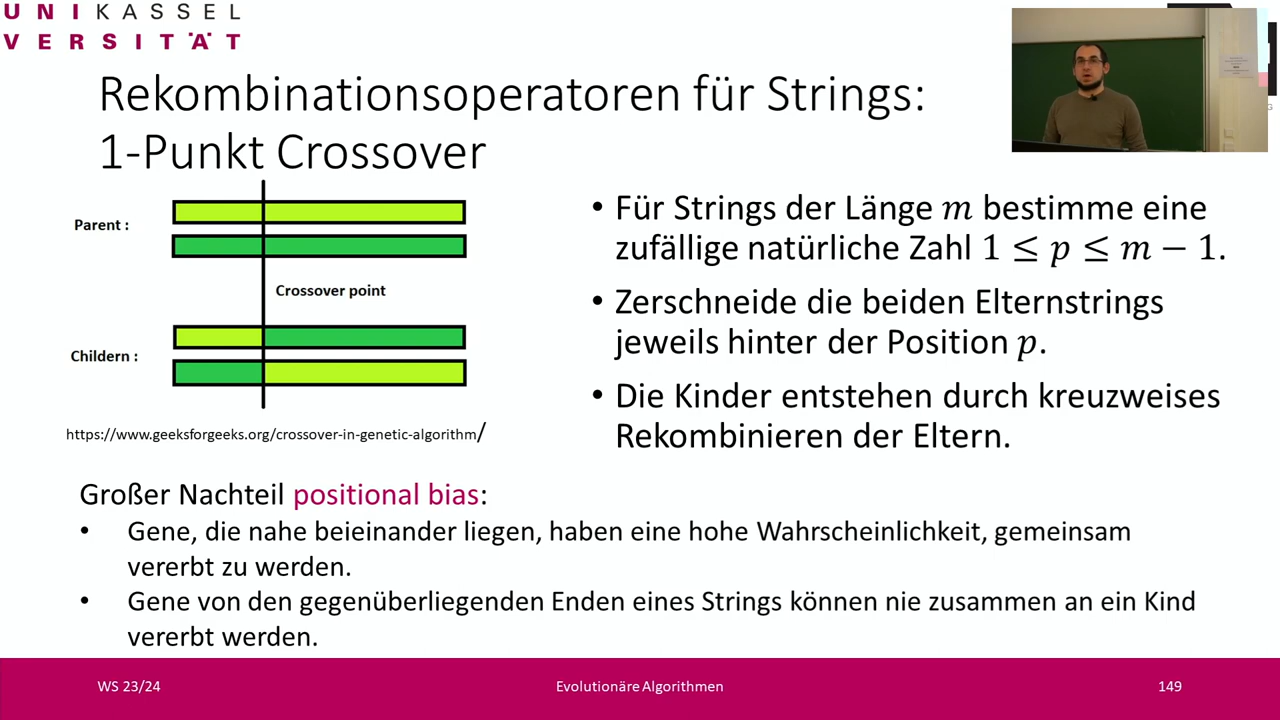 UNIKASSEL
VERSITÄT
Rekombinationsoperatoren für Strings:
1-Punkt Crossover
Parent :
Crossover point
Childern :
https://www.geeksforgeeks.org/crossover-in-genetic-algorithm/
• Für Strings der Länge m bestimme eine
zufällige natürliche Zahl 1 ≤ p ≤ m − 1.
• Zerschneide die beiden Elternstrings
jeweils hinter der Position p.
• Die Kinder entstehen durch kreuzweises
Rekombinieren der Eltern.
Großer Nachteil positional bias:
• Gene, die nahe beieinander liegen, haben eine hohe Wahrscheinlichkeit, gemeinsam
vererbt zu werden.
• Gene von den gegenüberliegenden Enden eines Strings können nie zusammen an ein Kind
vererbt werden.
WS 23/24
Evolutionäre Algorithmen
149